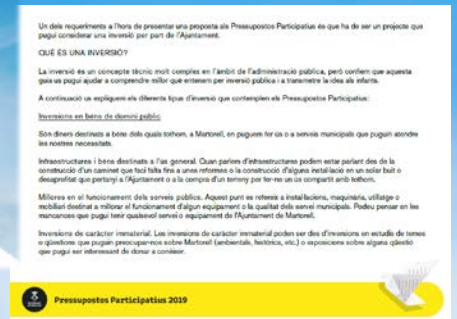 Un dels requeriments a l'hora de presentar una proposta als Pressupostos Participatius és que ha de ser un projecte que
pugui considerar una inversió per part de l'Ajuntament.
QUÈ ÉS UNA INVERSIÓ?
La inversió és un concepte tècnic molt complex en l'àmbit de l'administració pública, però confiem que aquesta
guia us pugui ajudar a comprendre millor què entenem per inversió pública i a transmetre la idea als infants.
A continuació us expliquem els diferents tipus d'inversió que contemplen els Pressupostos Participatius:
Inversions en béns de domini públic
Són diners destinats a béns dels quals tothom, a Martorell, en puguem fer ús o a serveis municipals que puguin atendre
les nostres necessitats.
Infraestructures i béns destinats a l'ús general. Quan parlem d'infraestructures podem estar parlant des de la
construcció d'un caminet que faci falta fins a unes reformes o la construcció d'alguna instal·lació en un solar buit o
desaprofitat que pertanyi a l'Ajuntament o a la compra d'un terreny per fer-ne un ús compartit amb tothom.
Millores en el funcionament dels serveis públics. Aquest punt es refereix a instal·lacions, maquinària, utillatge o
mobiliari destinat a millorar el funcionament d'algun equipament o la qualitat dels servei municipals. Podeu pensar en les
mancances que pugui tenir qualsevol servei o equipament de l'Ajuntament de Martorell.
Inversions de caràcter immaterial. Les inversions de caràcter immaterial poden ser des d'inversions en estudis de temes
o qüestions que puguin preocupar-nos sobre Martorell (ambientals, històrics, etc.) o exposicions sobre alguna qüestió
que pugui ser interessant de donar a conèixer.
Pressupostos Participatius 2019